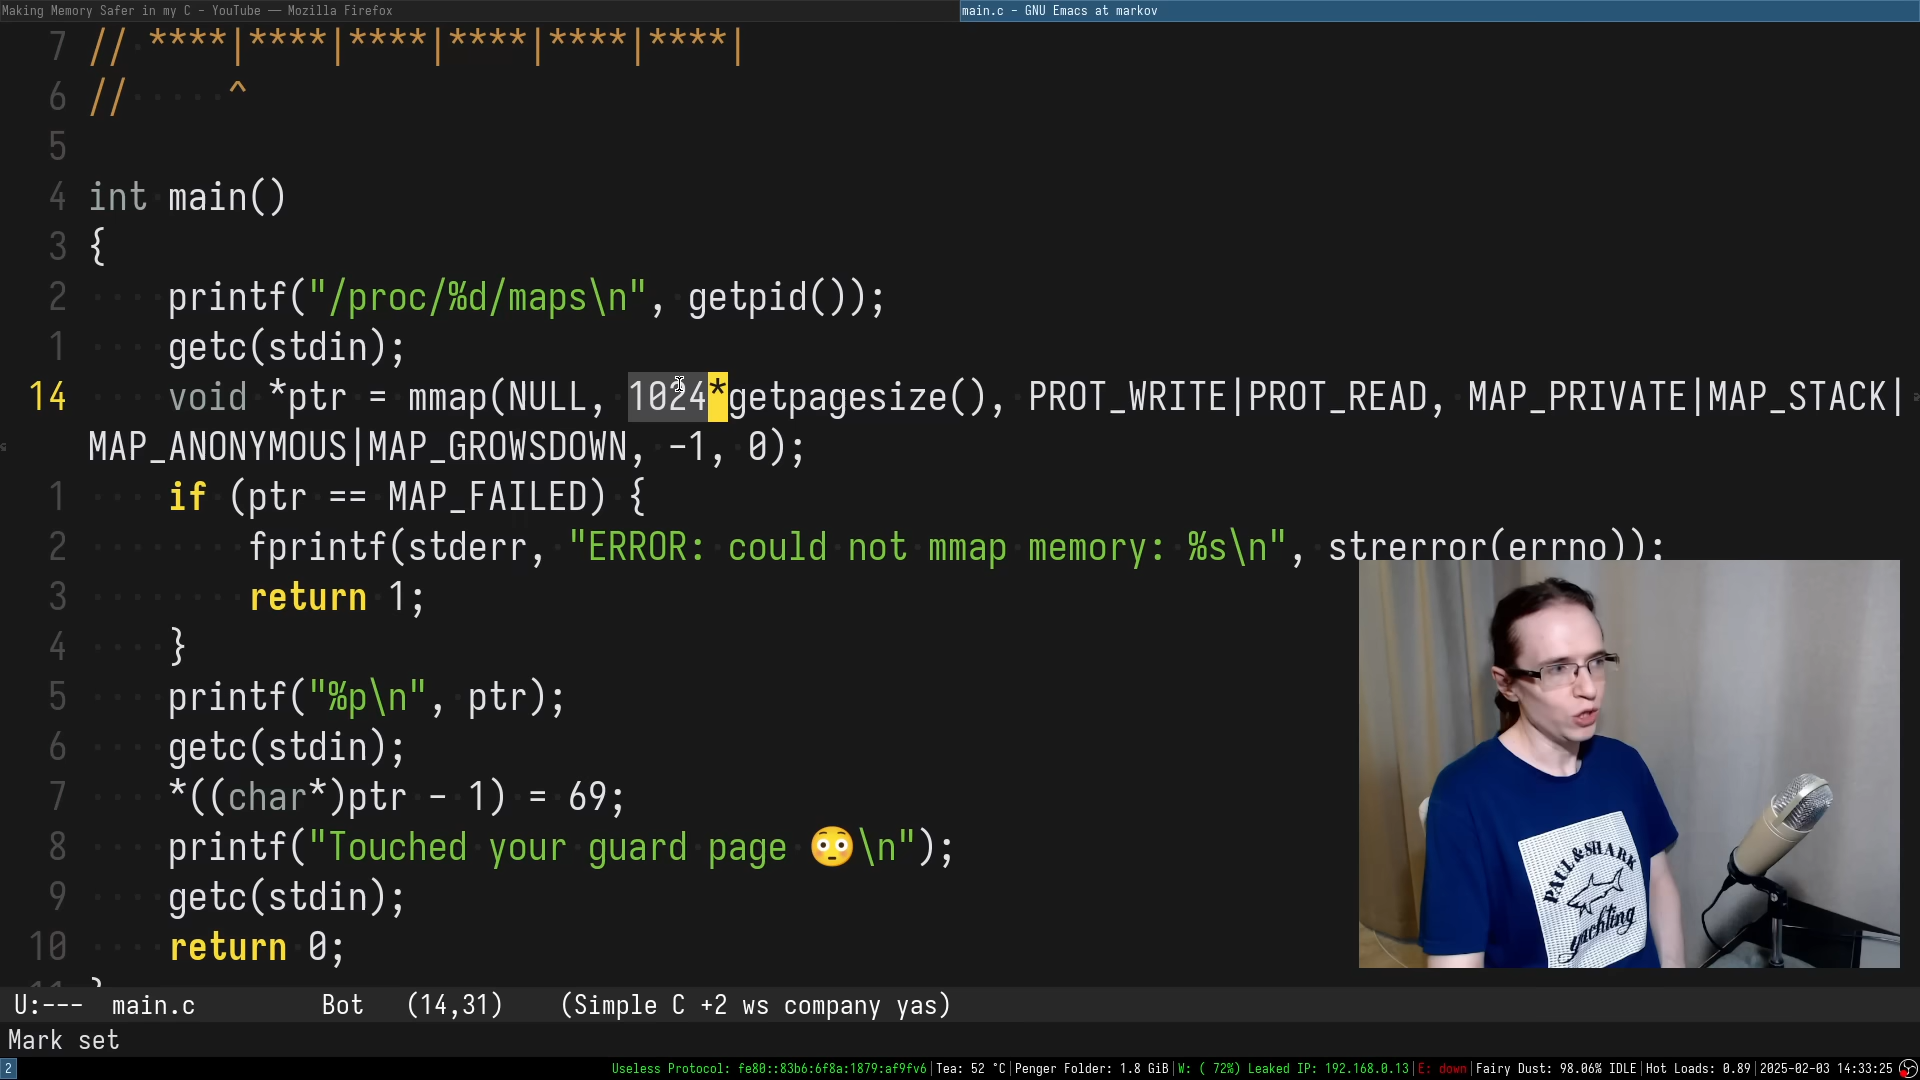 Making Memory Safer in my C - YouTube — Mozilla Firefox
main.c - GNU Emacs at markov
7 // ****|****|****|****|****|****|
6 // ^
5
4 int main()
3 {
2 printf("/proc/%d/maps\n", getpid());
1 getc(stdin);
14 void *ptr = mmap(NULL, 1024*getpagesize(), PROT_WRITE|PROT_READ, MAP_PRIVATE|MAP_STACK|
MAP_ANONYMOUS|MAP_GROWSDOWN, -1, 0);
1 if (ptr == MAP_FAILED) {
2 fprintf(stderr, "ERROR: could not mmap memory: %s\n", strerror(errno));
3 return 1;
4 }
5 printf("%p\n", ptr);
6 getc(stdin);
7 *((char*)ptr - 1) = 69;
8 printf("Touched your guard page 😳\n");
9 getc(stdin);
10 return 0;
PAUL & SHARK
yachting
U:--- main.c Bot (14,31) (Simple C +2 ws company yas)
Mark set
2 Useless Protocol: fe80::83b6:6f8a:1879:af9fv6|Tea: 52 °C|Penger Folder: 1.8 GiB|W: ( 72%) Leaked IP: 192.168.0.13|E: down|Fairy Dust: 98.06% IDLE|Hot Loads: 0.89|2025-02-03 14:33:25